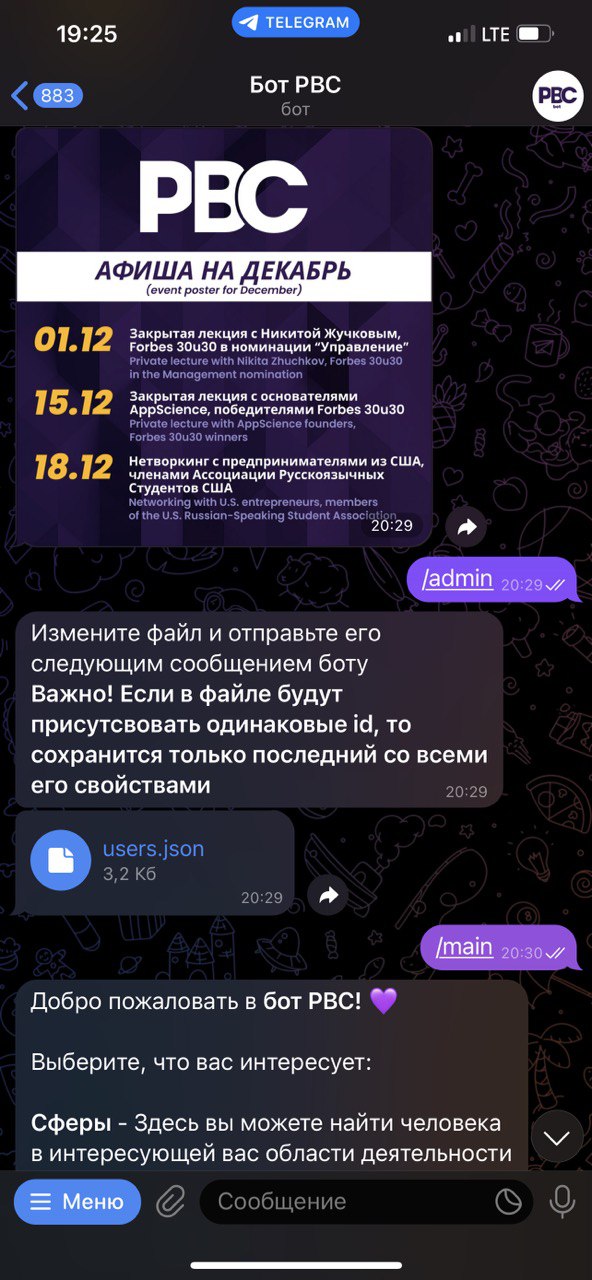 19:25
TELEGRAM
LTE
883
Бот PBC
бот
PBC
bot
PBC
АФИША НА ДЕКАБРЬ
(event poster for December)
01.12
Закрытая лекция с Никитой Жучковым,
Forbes 30u30 в номинации “Управление”
Private lecture with Nikita Zhuchkov, Forbes 30u30
in the Management nomination
15.12
Закрытая лекция с основателями
AppScience, победителями Forbes 30u30
Private lecture with AppScience founders,
Forbes 30u30 winners
18.12
Нетворкинг с предпринимателями из США,
членами Ассоциации Русскоязычных
Студентов США
Networking with U.S. entrepreneurs, members
of the U.S. Russian-Speaking Student Association
20:29
/admin 20:29
Измените файл и отправьте его
следующим сообщением боту
Важно! Если в файле будут
присутсвовать одинаковые id, то
сохранится только последний со всеми
его свойствами
20:29
users.json
3,2 Кб
20:29
/main 20:30
Добро пожаловать в бот PBC! 💜
Выберите, что вас интересует:
Сферы - Здесь вы можете найти человека
в интересующей вас области деятельности
Меню
Сообщение